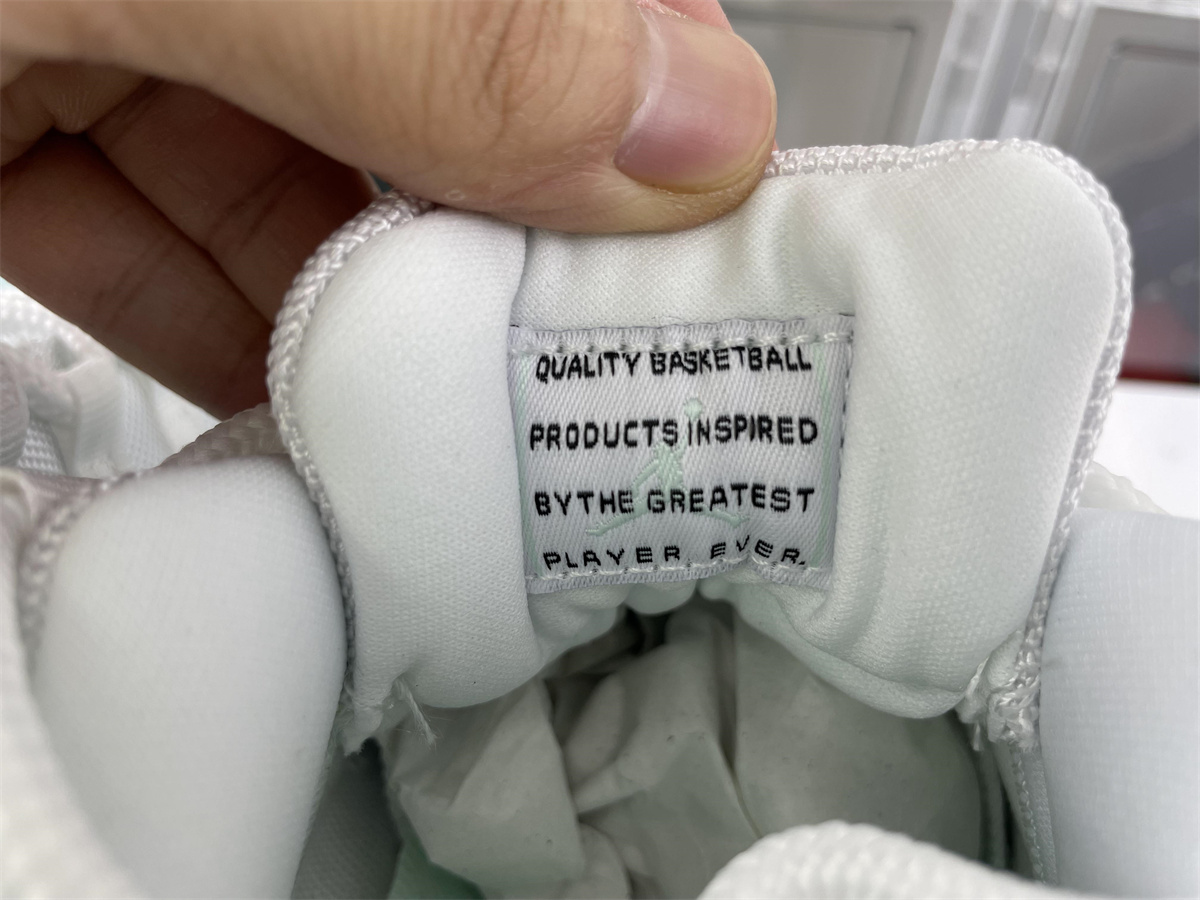 QUALITY BASKETBALL
PRODUCTS INSPIRED
BY THE GREATEST
PLAYER EVER.